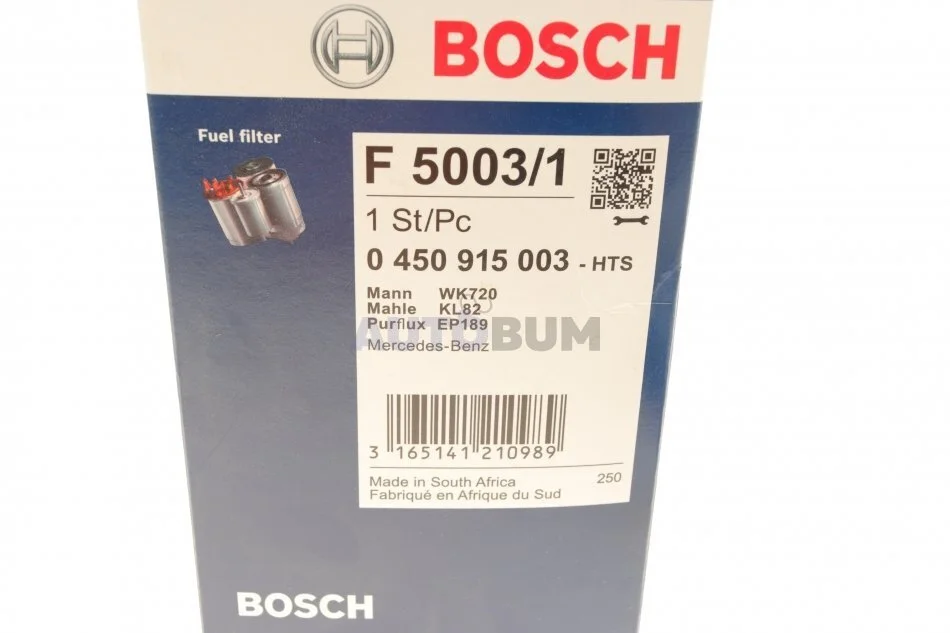 BOSCH
Fuel filter
F 5003/1
1 St/Pc
0 450 915 003 - HTS
Mann WK720
Mahle KL82
Purflux EP189
AUTOBUM
Mercedes-Benz
3 165141 210989
Made in South Africa 250
Fabriqué en Afrique du Sud
BOSCH